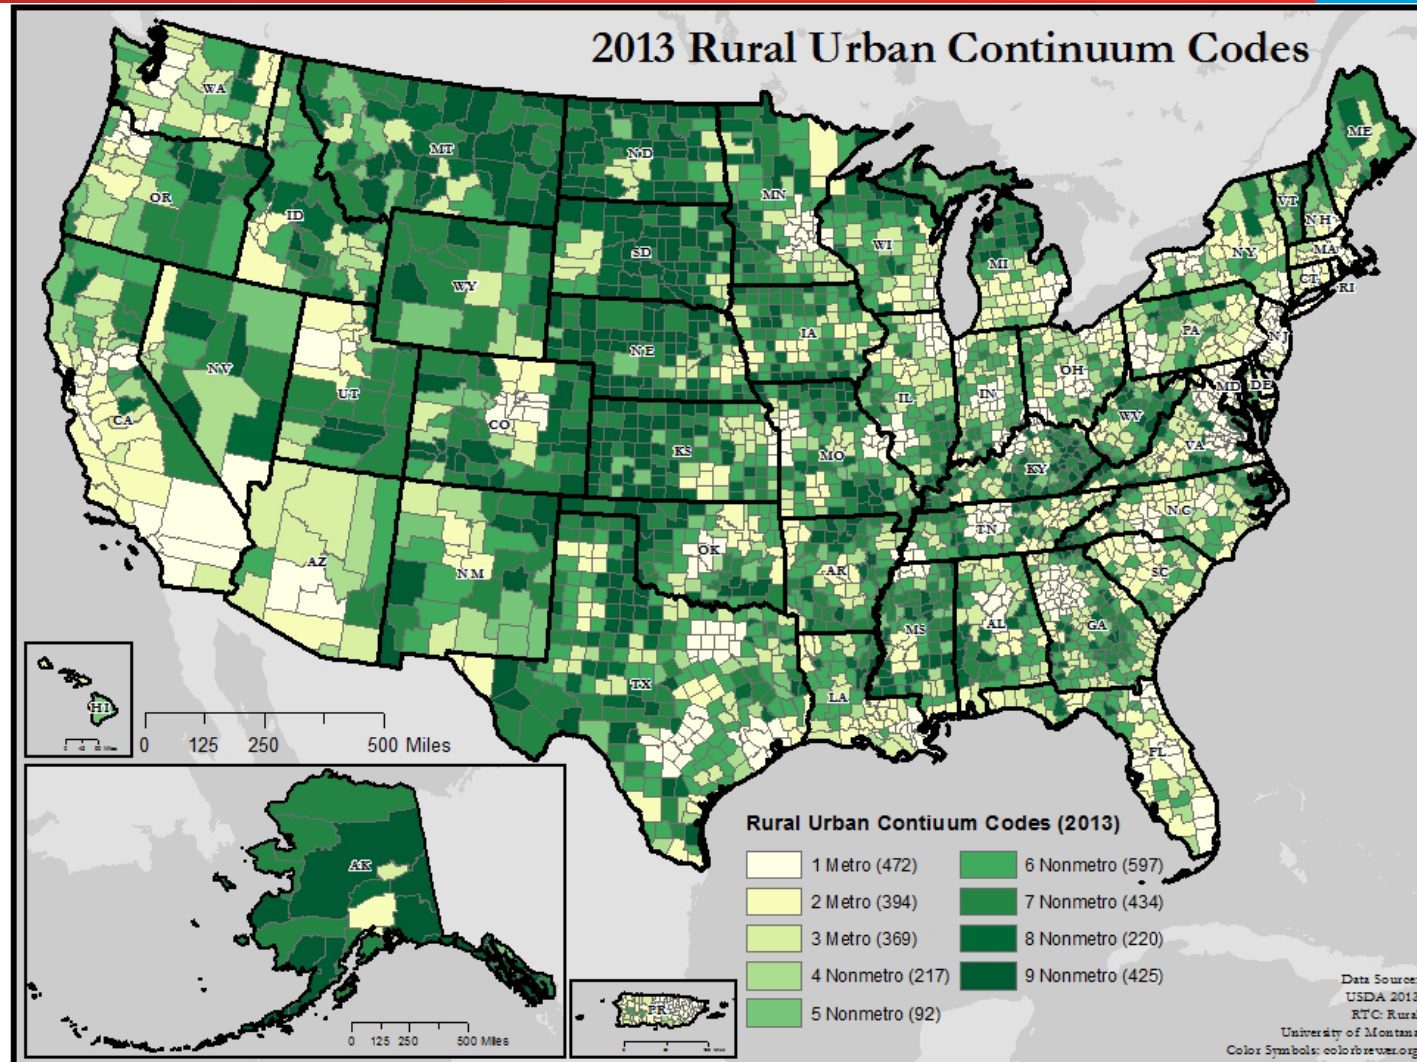 2013 Rural Urban Continuum Codes
WA
MT
ND
MN
ME
OR
ID
SD
WI
MI
VT
NH
NY
MA
CT
RI
WY
IA
NE
PA
NJ
NV
UT
CO
IL
IN
OH
MD
DE
WV
VA
CA
KS
MO
KY
AZ
NM
OK
AR
TN
NC
SC
MS
AL
GA
TX
LA
FL
HI
0 125 250 500 Miles
AK
0 125 250 500 Miles
PR
Rural Urban Contiuum Codes (2013)
1 Metro (472)
2 Metro (394)
3 Metro (369)
4 Nonmetro (217)
5 Nonmetro (92)
6 Nonmetro (597)
7 Nonmetro (434)
8 Nonmetro (220)
9 Nonmetro (425)
Data Source:
USDA 2013
RTC: Rural
University of Montana
Color Symbols: colorbrewer.org